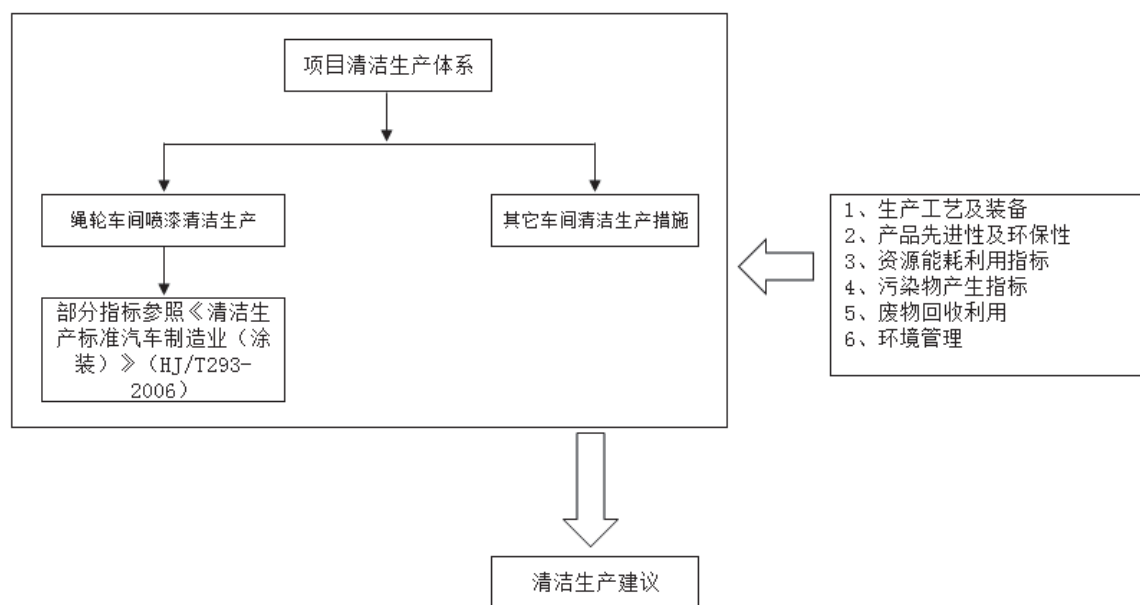 项目清洁生产体系
绳轮车间喷漆清洁生产
其它车间清洁生产措施
部分指标参照《清洁生
产标准汽车制造业（涂
装）》（HJ/T293-
2006）
1、生产工艺及装备
2、产品先进性及环保性
3、资源能耗利用指标
4、污染物产生指标
5、废物回收利用
6、环境管理
清洁生产建议